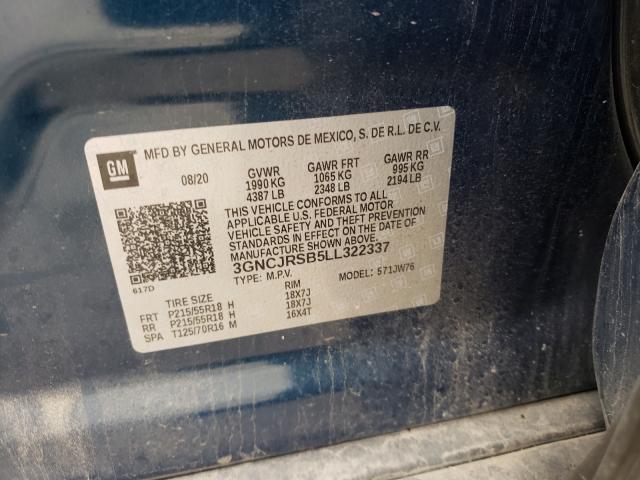 GM
MFD BY GENERAL MOTORS DE MEXICO, S. DE R.L. DE C.V.
08/20
GVWR
1990 KG
4387 LB
GAWR FRT
1065 KG
2348 LB
GAWR RR
995 KG
2194 LB
THIS VEHICLE CONFORMS TO ALL
APPLICABLE U.S. FEDERAL MOTOR
VEHICLE SAFETY AND THEFT PREVENTION
STANDARDS IN EFFECT ON THE DATE OF
MANUFACTURE SHOWN ABOVE.
3GNCJRSB5LL322337
TYPE: M.P.V. MODEL: 571JW76
617D
TIRE SIZE RIM
FRT P215/55R18 H 18X7J
RR P215/55R18 H 18X7J
SPA T125/70R16 M 16X4T